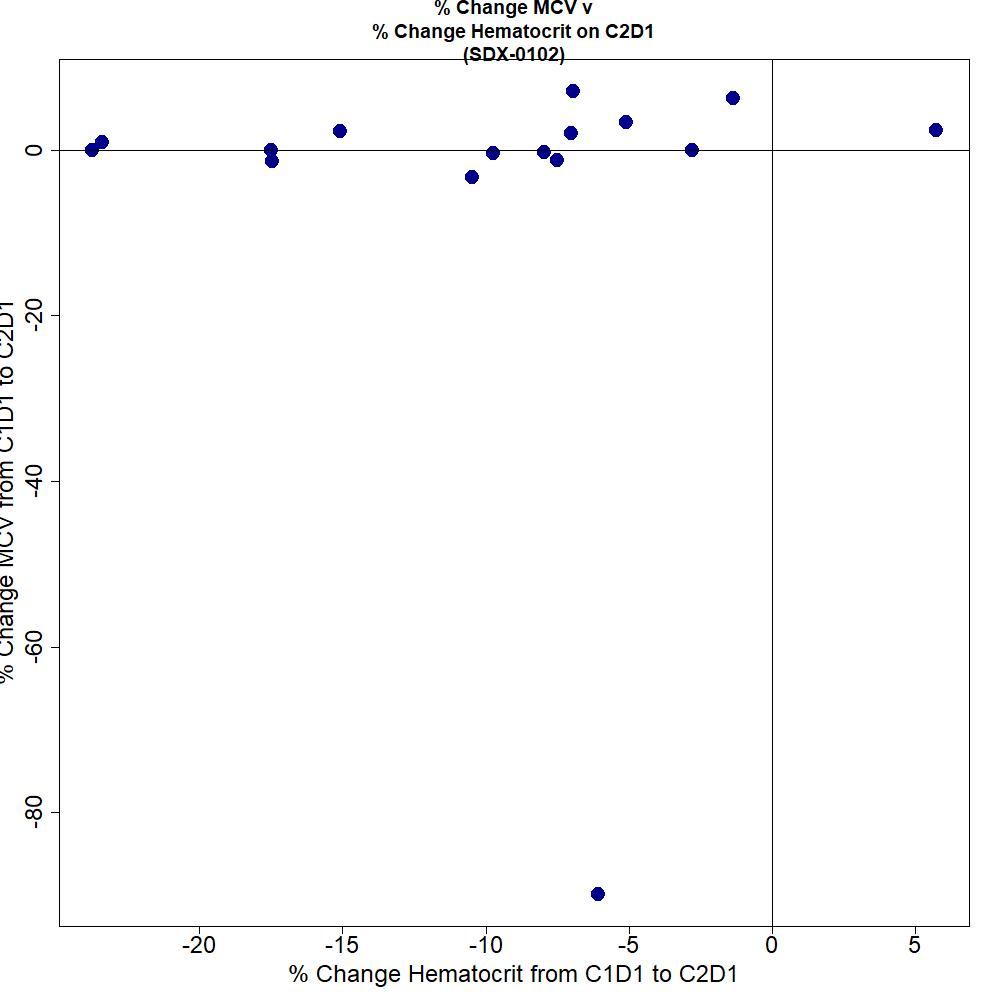 % Change MCV v
% Change Hematocrit on C2D1
(SDX-0102)
% Change MCV from C1D1 to C2D1
0
-20
-40
-60
-80
-20
-15
-10
-5
0
5
% Change Hematocrit from C1D1 to C2D1